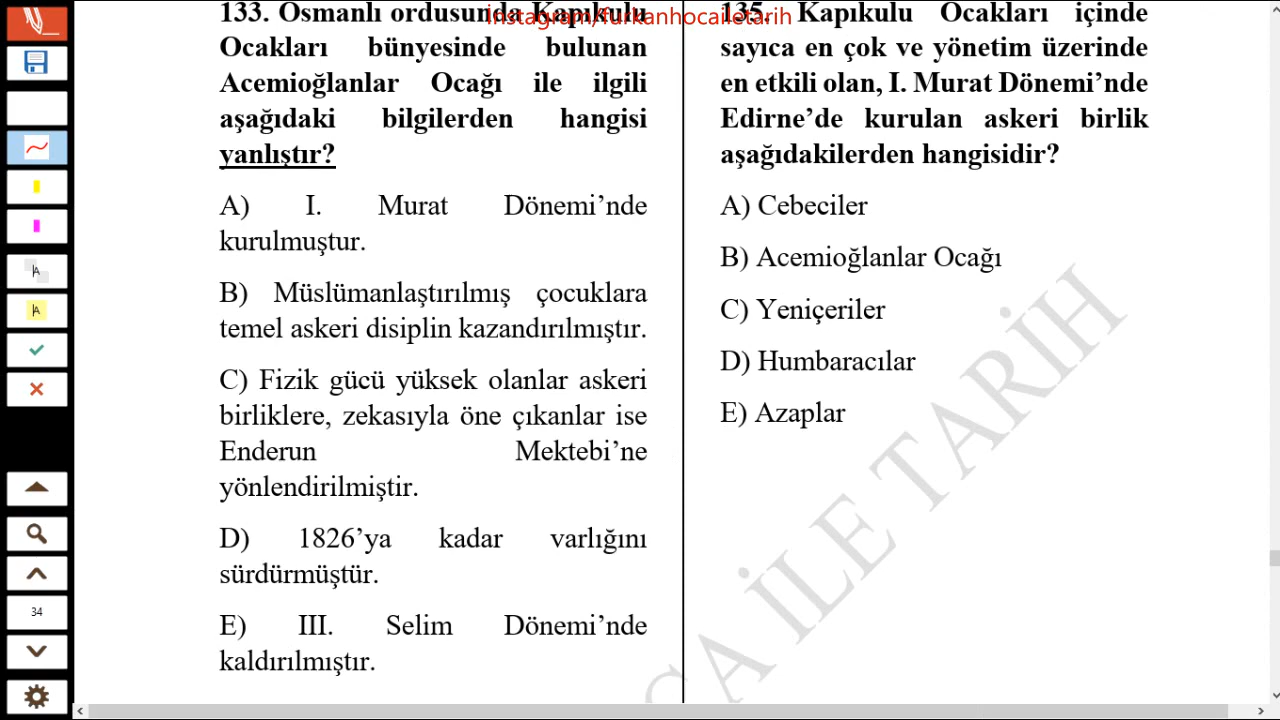 Instagram/furkanhocailetarih
133. Osmanlı ordusunda Kapıkulu
Ocakları bünyesinde bulunan
Acemioğlanlar Ocağı ile ilgili
aşağıdaki bilgilerden hangisi
yanlıştır?
A) I. Murat Dönemi’nde
kurulmuştur.
B) Müslümanlaştırılmış çocuklara
temel askeri disiplin kazandırılmıştır.
C) Fizik gücü yüksek olanlar askeri
birliklere, zekasıyla öne çıkanlar ise
Enderun Mektebi’ne
yönlendirilmiştir.
D) 1826’ya kadar varlığını
sürdürmüştür.
E) III. Selim Dönemi’nde
kaldırılmıştır.
135. Kapıkulu Ocakları içinde
sayıca en çok ve yönetim üzerinde
en etkili olan, I. Murat Dönemi’nde
Edirne’de kurulan askeri birlik
aşağıdakilerden hangisidir?
A) Cebeciler
B) Acemioğlanlar Ocağı
C) Yeniçeriler
D) Humbaracılar
E) Azaplar
CA İLE TARİH
A
A
34